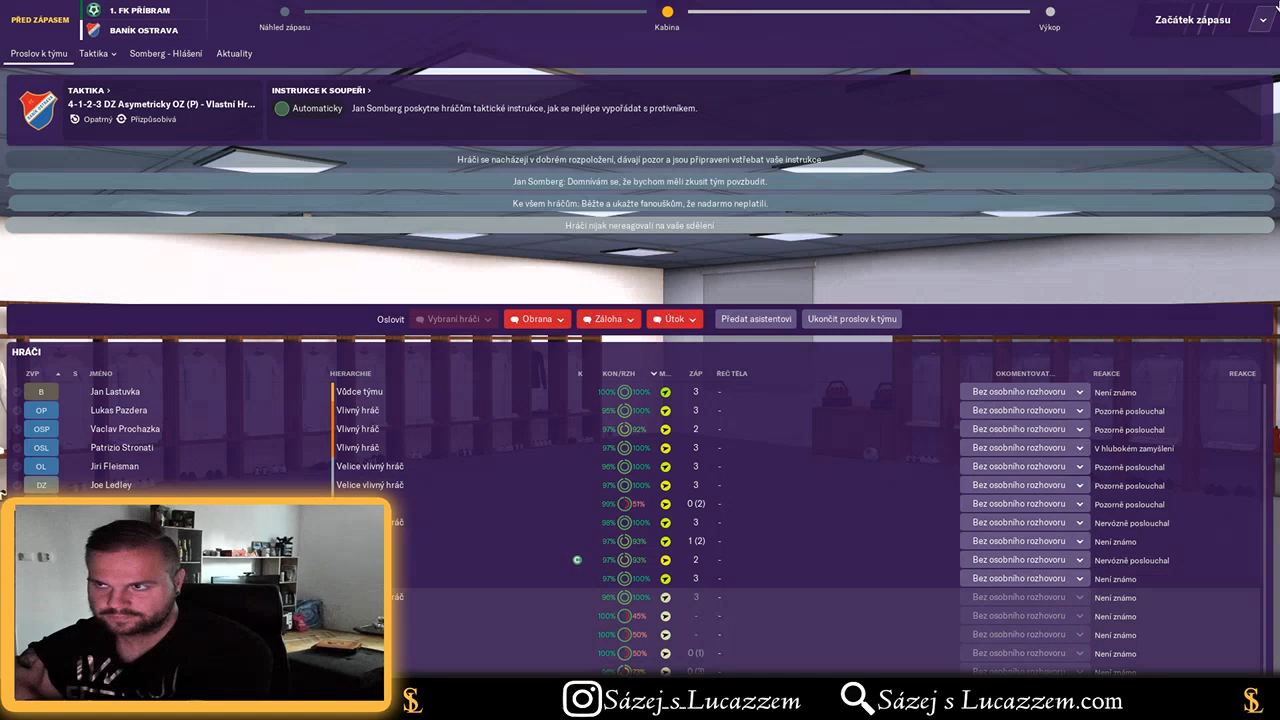 PŘED ZÁPASEM
1. FK PŘÍBRAM
BANÍK OSTRAVA
Náhled zápasu
Kabina
Výkop
Začátek zápasu
Proslov k týmu
Taktika
Somberg - Hlášení
Aktuality
TAKTIKA
4-1-2-3 DZ Asymetricky OZ (P) - Vlastní Hr...
Opatrný
Přizpůsobivá
INSTRUKCE K SOUPEŘI
Automaticky
Jan Somberg poskytne hráčům taktické instrukce, jak se nejlépe vypořádat s protivníkem.
Hráči se nacházejí v dobrém rozpoložení, dávají pozor a jsou připraveni vstřebat vaše instrukce
Jan Somberg: Domnívám se, že bychom měli zkusit tým povzbudit.
Ke všem hráčům: Běžte a ukažte fanouškům, že nadarmo neplatili.
Hráči nijak nereagovali na vaše sdělení
Oslovit
Vybraní hráči
Obrana
Záloha
Útok
Předat asistentovi
Ukončit proslov k týmu
HRÁČI
ZVP S JMÉNO HIERARCHIE K KON/RZH M... ZÁP ŘEČ TĚLA OKOMENTOVAT... REAKCE REAKCE
B Jan Lastuvka Vůdce týmu 100% 100% 3 - Bez osobního rozhovoru Není známo
OP Lukas Pazdera Vlivný hráč 95% 100% 3 - Bez osobního rozhovoru Pozorně poslouchal
OSP Vaclav Prochazka Vlivný hráč 97% 92% 2 - Bez osobního rozhovoru Pozorně poslouchal
OSL Patrizio Stronati Vlivný hráč 97% 100% 3 - Bez osobního rozhovoru V hlubokém zamyšlení
OL Jiri Fleisman Velice vlivný hráč 96% 100% 3 - Bez osobního rozhovoru Pozorně poslouchal
DZ Joe Ledley Velice vlivný hráč 97% 100% 3 - Bez osobního rozhovoru Pozorně poslouchal
99% 51% 0 (2) - Bez osobního rozhovoru Pozorně poslouchal
ráč 98% 100% 3 - Bez osobního rozhovoru Nervózně poslouchal
97% 93% 1 (2) - Bez osobního rozhovoru Není známo
C 97% 93% 2 - Bez osobního rozhovoru Nervózně poslouchal
97% 100% 3 - Bez osobního rozhovoru Není známo
ráč 96% 100% 3 - Bez osobního rozhovoru Není známo
100% 45% - - Bez osobního rozhovoru Není známo
100% 50% - - Bez osobního rozhovoru Není známo
100% 50% 0 (1) - Bez osobního rozhovoru Není známo
Bez osobního rozhovoru Není známo
Sázej_s_Lucazzem
Sázej s Lucazzem.com